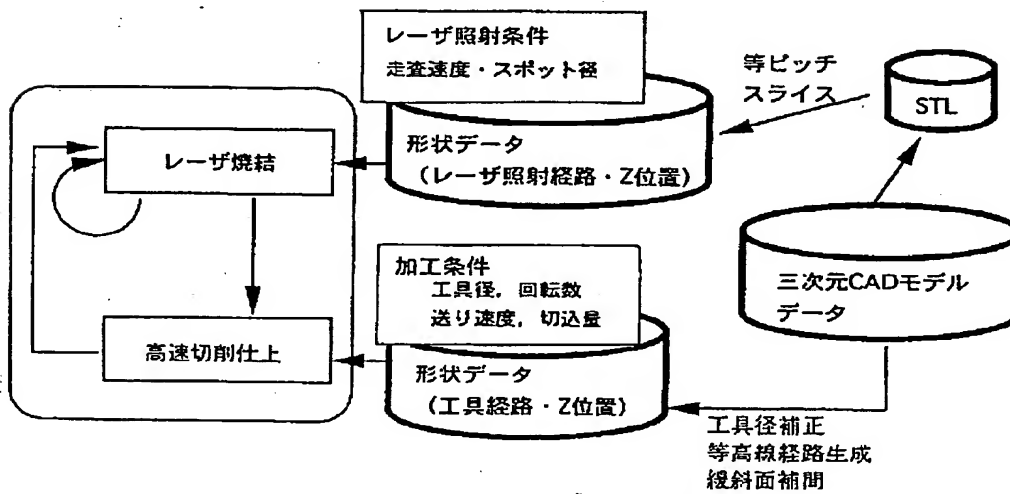 レーザ照射条件
走査速度・スポット径
形状データ
（レーザ照射経路・Z位置）
等ピッチ
スライス
STL
レーザ焼結
三次元CADモデル
データ
加工条件
工具径，回転数
送り速度，切込量
形状データ
（工具経路・Z位置）
高速切削仕上
工具径補正
等高線経路生成
緩斜面補間